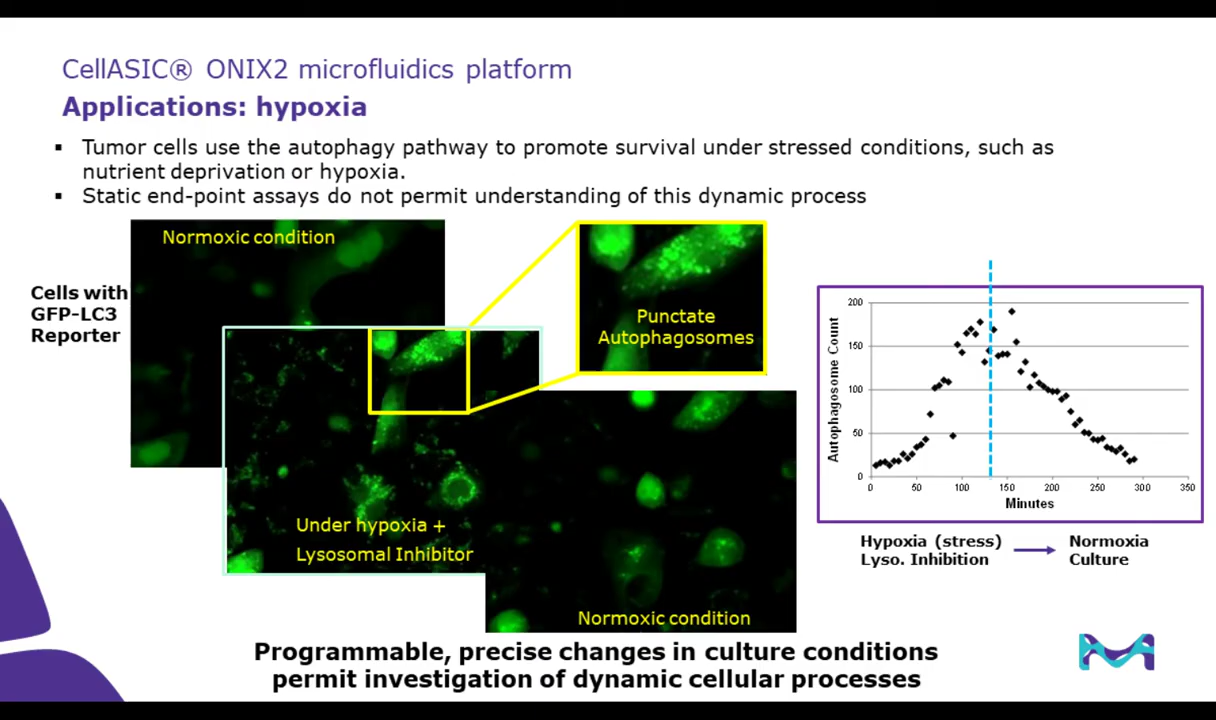 CellASIC® ONIX2 microfluidics platform
Applications: hypoxia
▪ Tumor cells use the autophagy pathway to promote survival under stressed conditions, such as
nutrient deprivation or hypoxia.
▪ Static end-point assays do not permit understanding of this dynamic process
Cells with
GFP-LC3
Reporter
Normoxic condition
Punctate
Autophagosomes
Under hypoxia +
Lysosomal Inhibitor
Normoxic condition
Autophagosome Count
200
150
100
50
0
0 50 100 150 200 250 300 350
Minutes
Hypoxia (stress)
Lyso. Inhibition
Normoxia
Culture
Programmable, precise changes in culture conditions
permit investigation of dynamic cellular processes
M